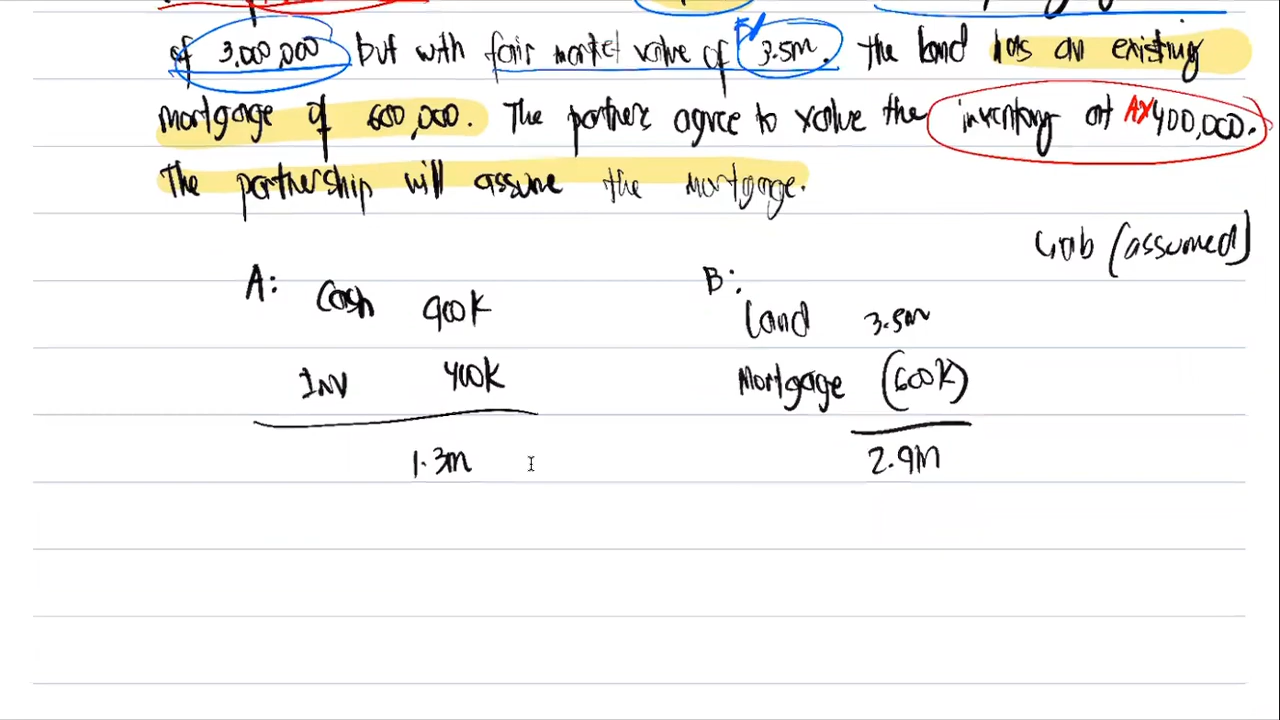 of 3,000,000 but with fair market value of FV 3.5m. The land has an existing
mortgage of 600,000. The partners agree to value the inventory at AV 400,000.
The partnership will assume the mortgage.
Liab (assumed)
A:
Cash 900K
INV 400K
1.3m
B:
Land 3.5m
Mortgage (600K)
2.9M